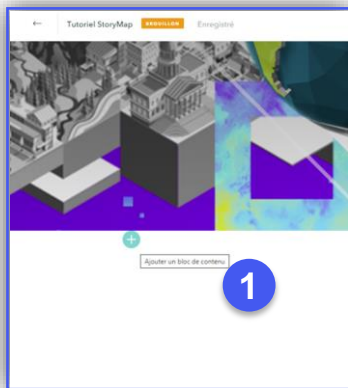 ← Tutoriel StoryMap BROUILLON Enregistré
Ajouter un bloc de contenu
1